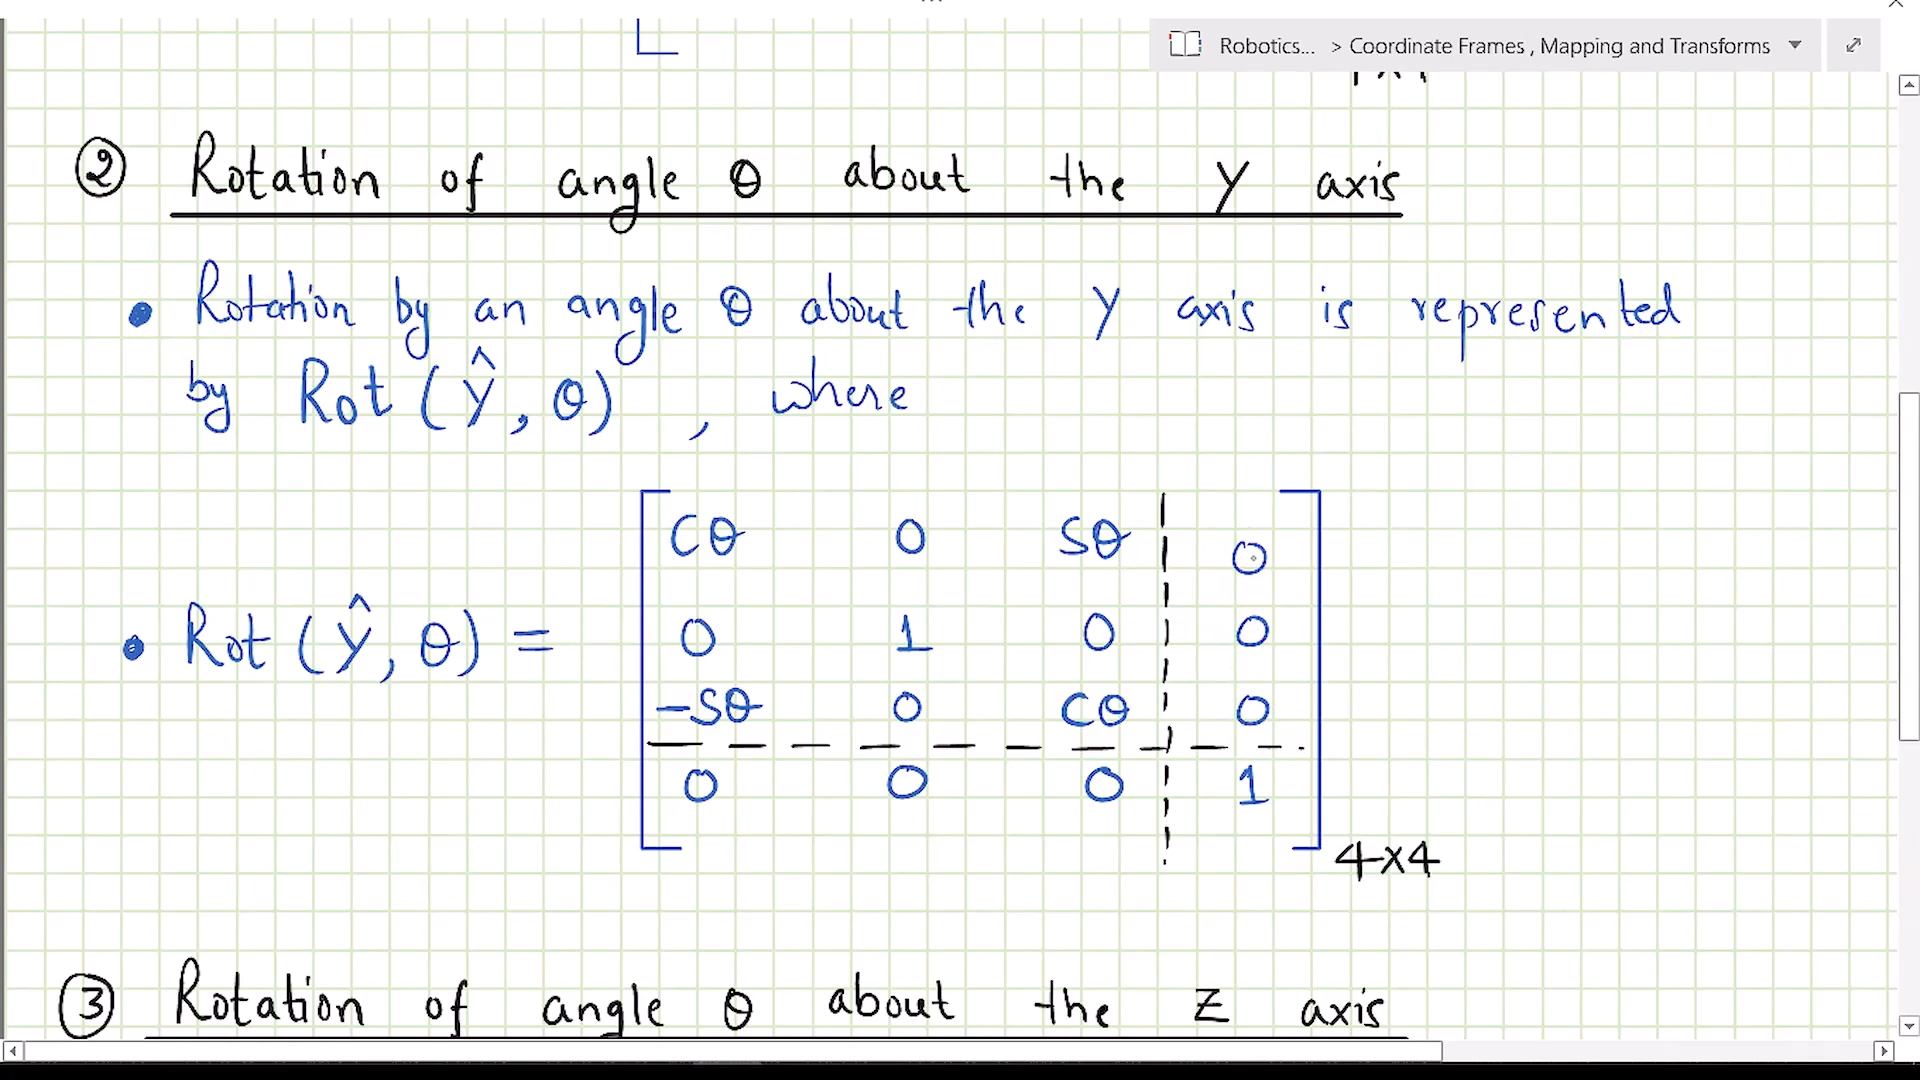 Robotics... > Coordinate Frames , Mapping and Transforms
② Rotation of angle θ about the Y axis
• Rotation by an angle θ about the Y axis is represented
by Rot (Ŷ, θ) , where
Cθ 0 Sθ 0
• Rot (Ŷ, θ) =
0 1 0 0
-Sθ 0 Cθ 0
0 0 0 1
4×4
③ Rotation of angle θ about the Z axis